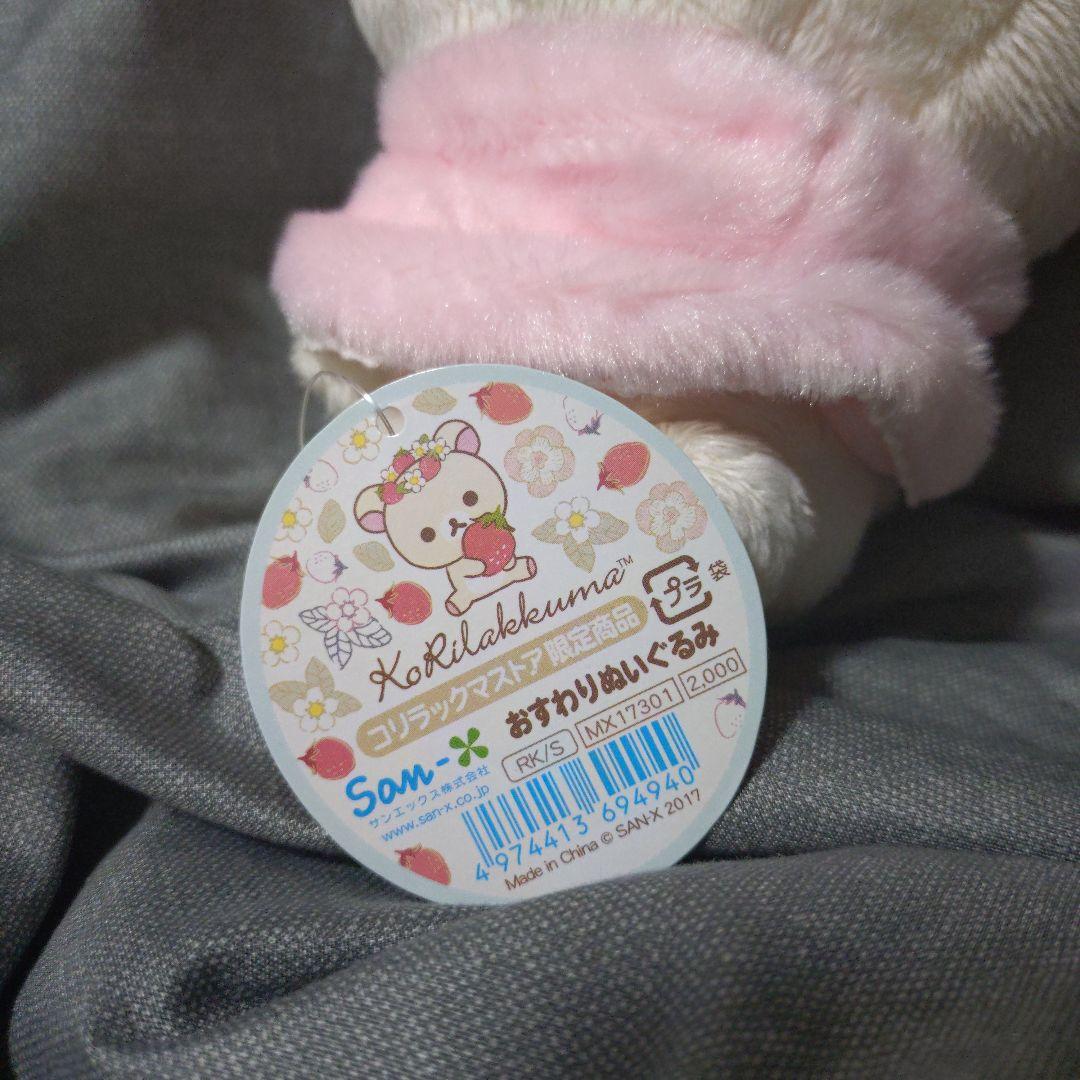 KoRilakkuma™
プラ 袋
コリラックマストア 限定商品
おすわりぬいぐるみ
RK/S MX17301 2,000
San-X
サンエックス株式会社
www.san-x.co.jp
4 974413 694940
Made in China © SAN-X 2017